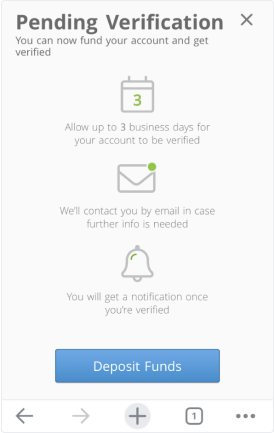 Pending Verification
You can now fund your account and get
verified
3
Allow up to 3 business days for
your account to be verified
We'll contact you by email in case
further info is needed
You will get a notification once
you're verified
Deposit Funds
1